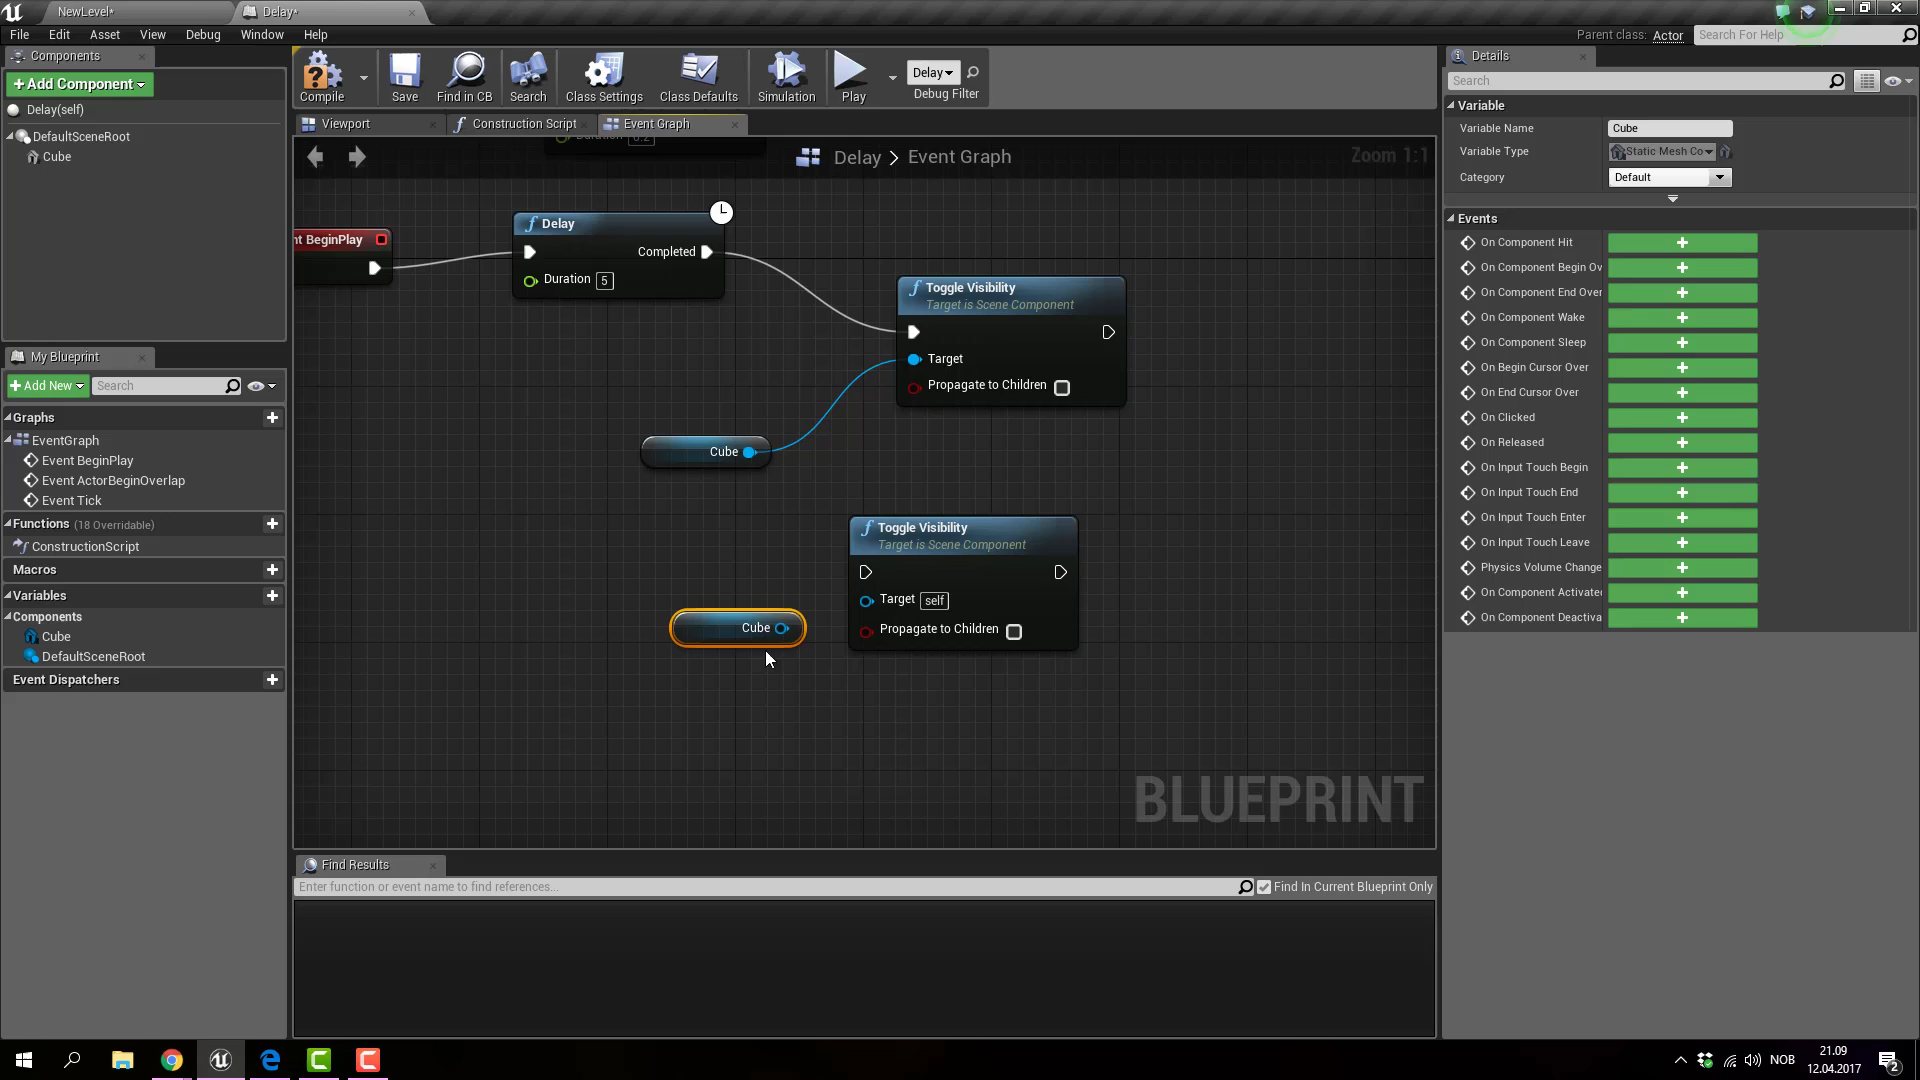 NewLevel*
Delay*
File Edit Asset View Debug Window Help
Parent class: Actor
Search For Help
Components
+Add Component
Delay(self)
DefaultSceneRoot
Cube
Compile
Save
Find in CB
Search
Class Settings
Class Defaults
Simulation
Play
Delay
Debug Filter
Viewport
Construction Script
Event Graph
Delay > Event Graph
Zoom 1:1
Duration 0.2
nt BeginPlay
Delay
Completed
Duration 5
Toggle Visibility
Target is Scene Component
Target
Propagate to Children
Cube
Toggle Visibility
Target is Scene Component
Target self
Propagate to Children
Cube
BLUEPRINT
My Blueprint
+Add New
Search
Graphs
EventGraph
Event BeginPlay
Event ActorBeginOverlap
Event Tick
Functions (18 Overridable)
ConstructionScript
Macros
Variables
Components
Cube
DefaultSceneRoot
Event Dispatchers
Find Results
Enter function or event name to find references...
Find In Current Blueprint Only
Details
Search
Variable
Variable Name Cube
Variable Type Static Mesh Co
Category Default
Events
On Component Hit
On Component Begin Ov
On Component End Over
On Component Wake
On Component Sleep
On Begin Cursor Over
On End Cursor Over
On Clicked
On Released
On Input Touch Begin
On Input Touch End
On Input Touch Enter
On Input Touch Leave
Physics Volume Change
On Component Activate
On Component Deactiva
NOB
21.09
12.04.2017
2